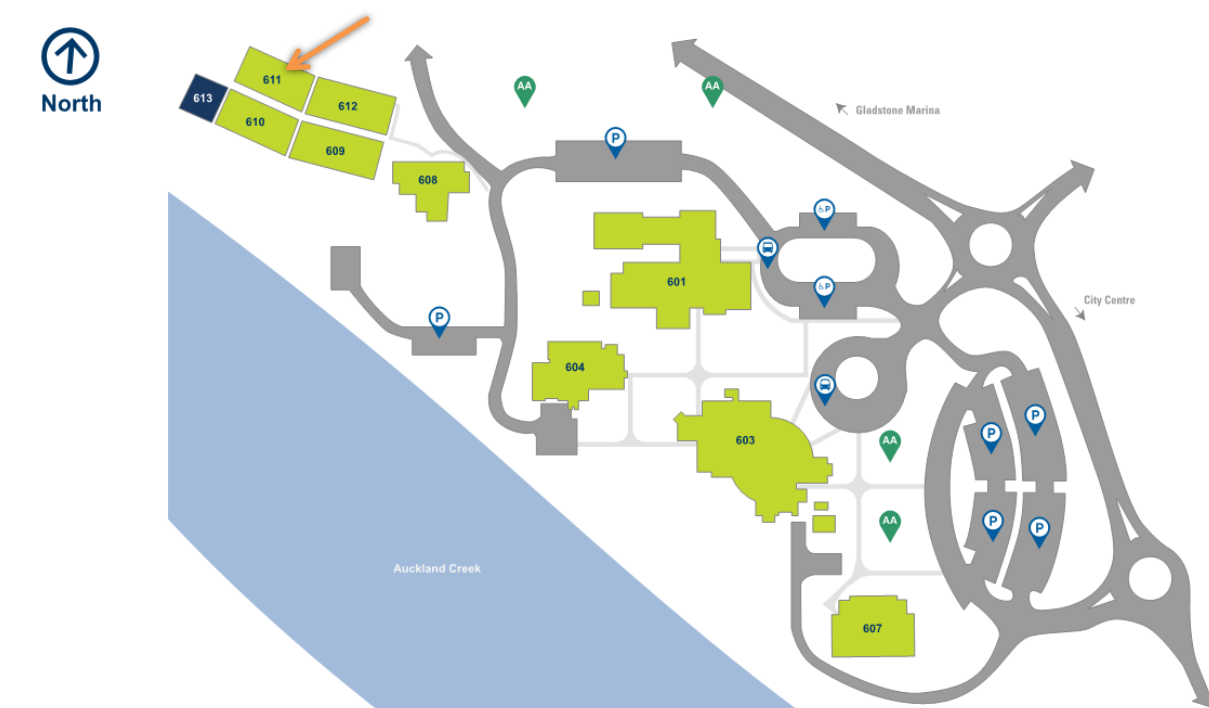 North
611
613
612
610
609
608
AA
AA
P
Gladstone Marina
♿P
601
♿P
City Centre
P
604
603
AA
P
P
AA
P
P
Auckland Creek
607